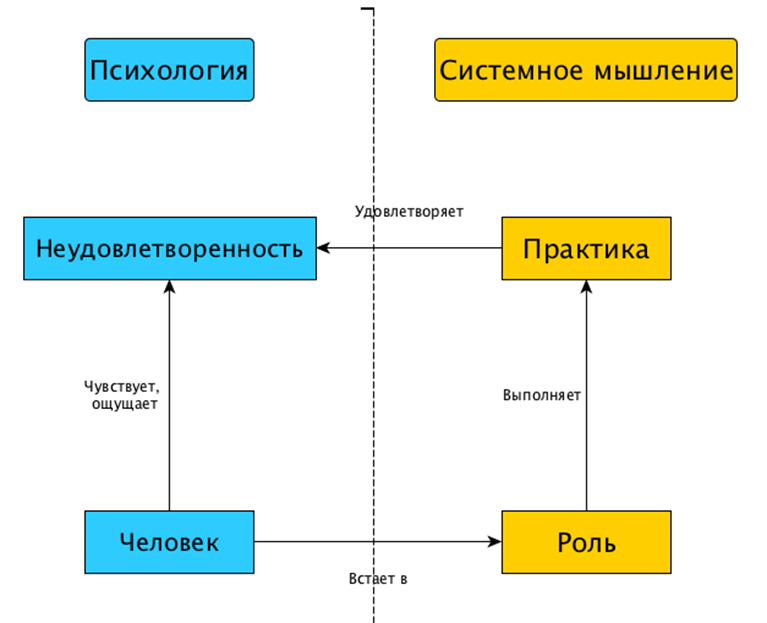 Психология
Системное мышление
Удовлетворяет
Неудовлетворенность
Практика
Чувствует,
ощущает
Выполняет
Человек
Роль
Встает в